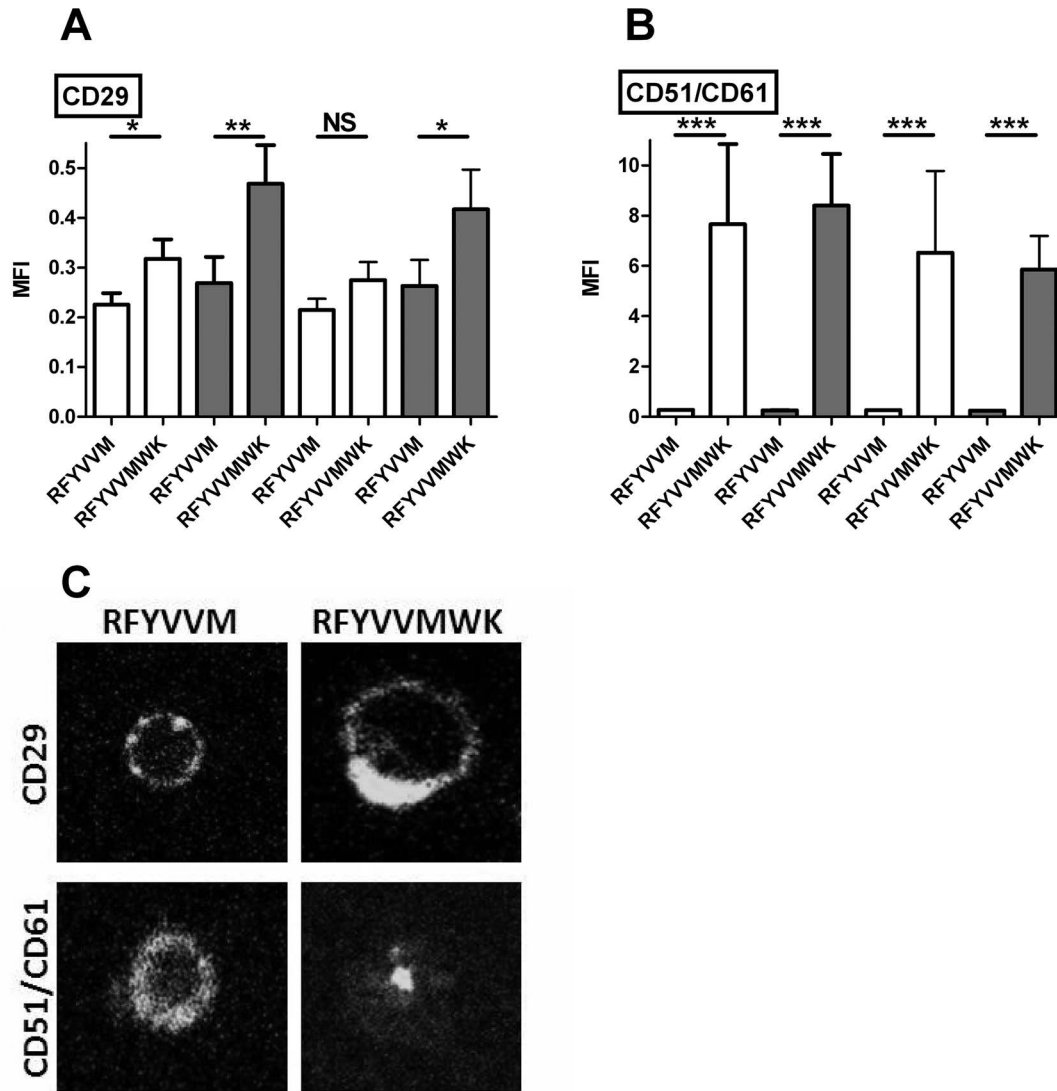 A
CD29
* ** NS *
MFI
0.5
0.4
0.3
0.2
0.1
0.0
RFYVVM RFYVVMWK RFYVVM RFYVVMWK RFYVVM RFYVVMWK RFYVVM RFYVVMWK
B
CD51/CD61
*** *** *** ***
MFI
10
8
6
4
2
0
RFYVVM RFYVVMWK RFYVVM RFYVVMWK RFYVVM RFYVVMWK RFYVVM RFYVVMWK
C
RFYVVM RFYVVMWK
CD29
CD51/CD61